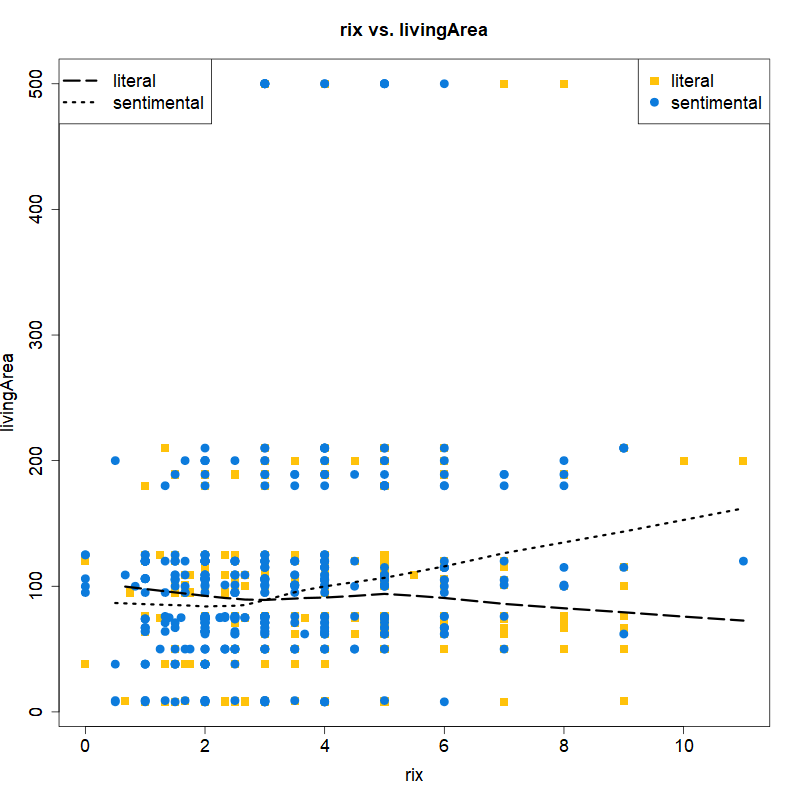 rix vs. livingArea
literal
sentimental
literal
sentimental
livingArea
500
400
300
200
100
0
0 2 4 6 8 10
rix